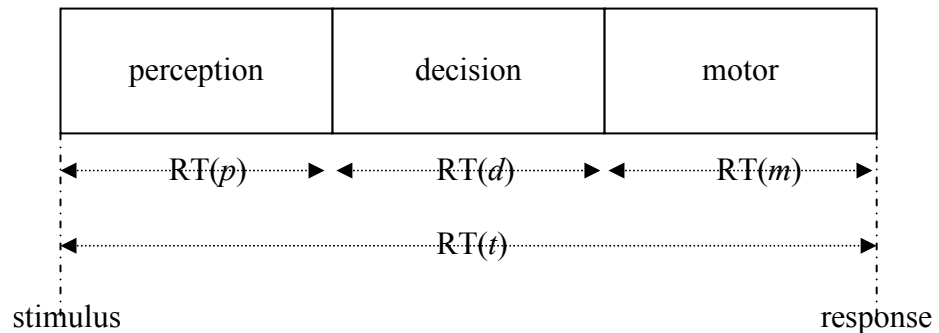 perception decision motor
RT(p) RT(d) RT(m)
RT(t)
stimulus response